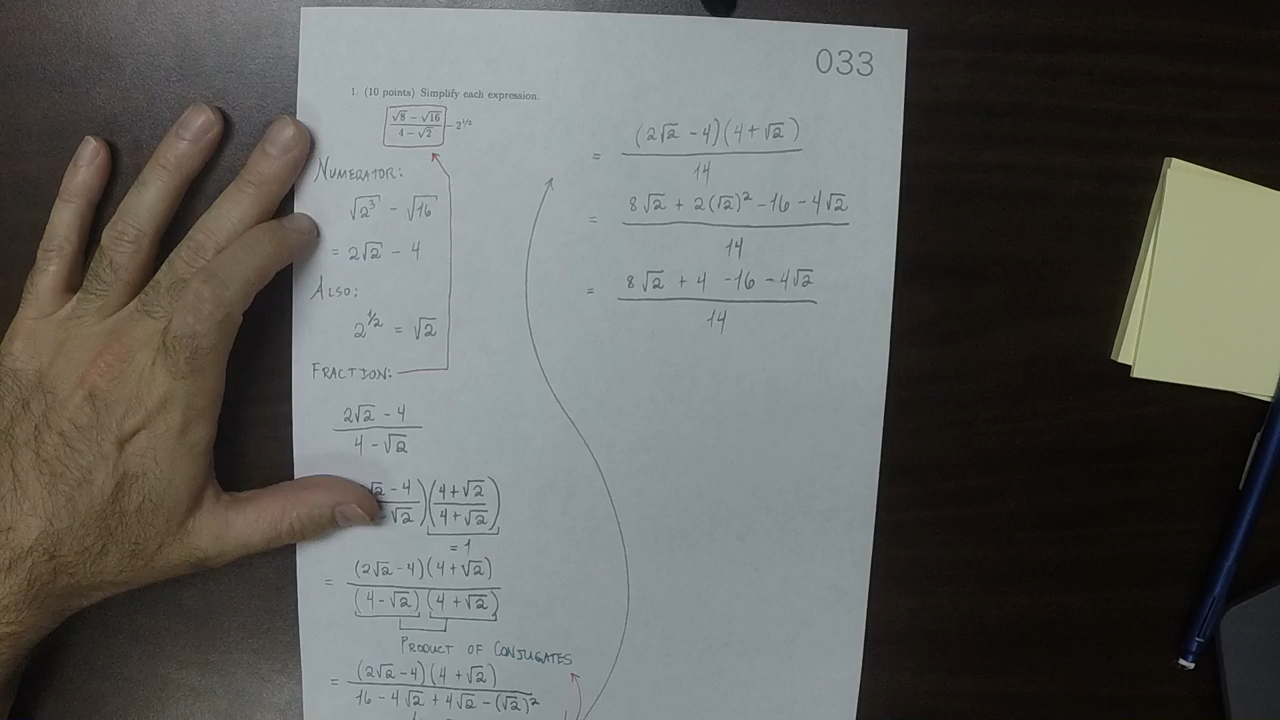 033
1. (10 points) Simplify each expression.
(√8 − √16)/(4 − √2) − 2^{1/2}
NUMERATOR:
√2³ − √16
= 2√2 − 4
ALSO:
2^{1/2} = √2
FRACTION:
(2√2 − 4)/(4 − √2)
√2 − 4)/( − √2) ((4 + √2)/(4 + √2))
= 1
= (2√2 − 4)(4 + √2)/((4 − √2)(4 + √2))
PRODUCT OF CONJUGATES
= (2√2 − 4)(4 + √2)/(16 − 4√2 + 4√2 − (√2)²)
= (2√2 − 4)(4 + √2)/14
= (8√2 + 2(√2)² − 16 − 4√2)/14
= (8√2 + 4 − 16 − 4√2)/14